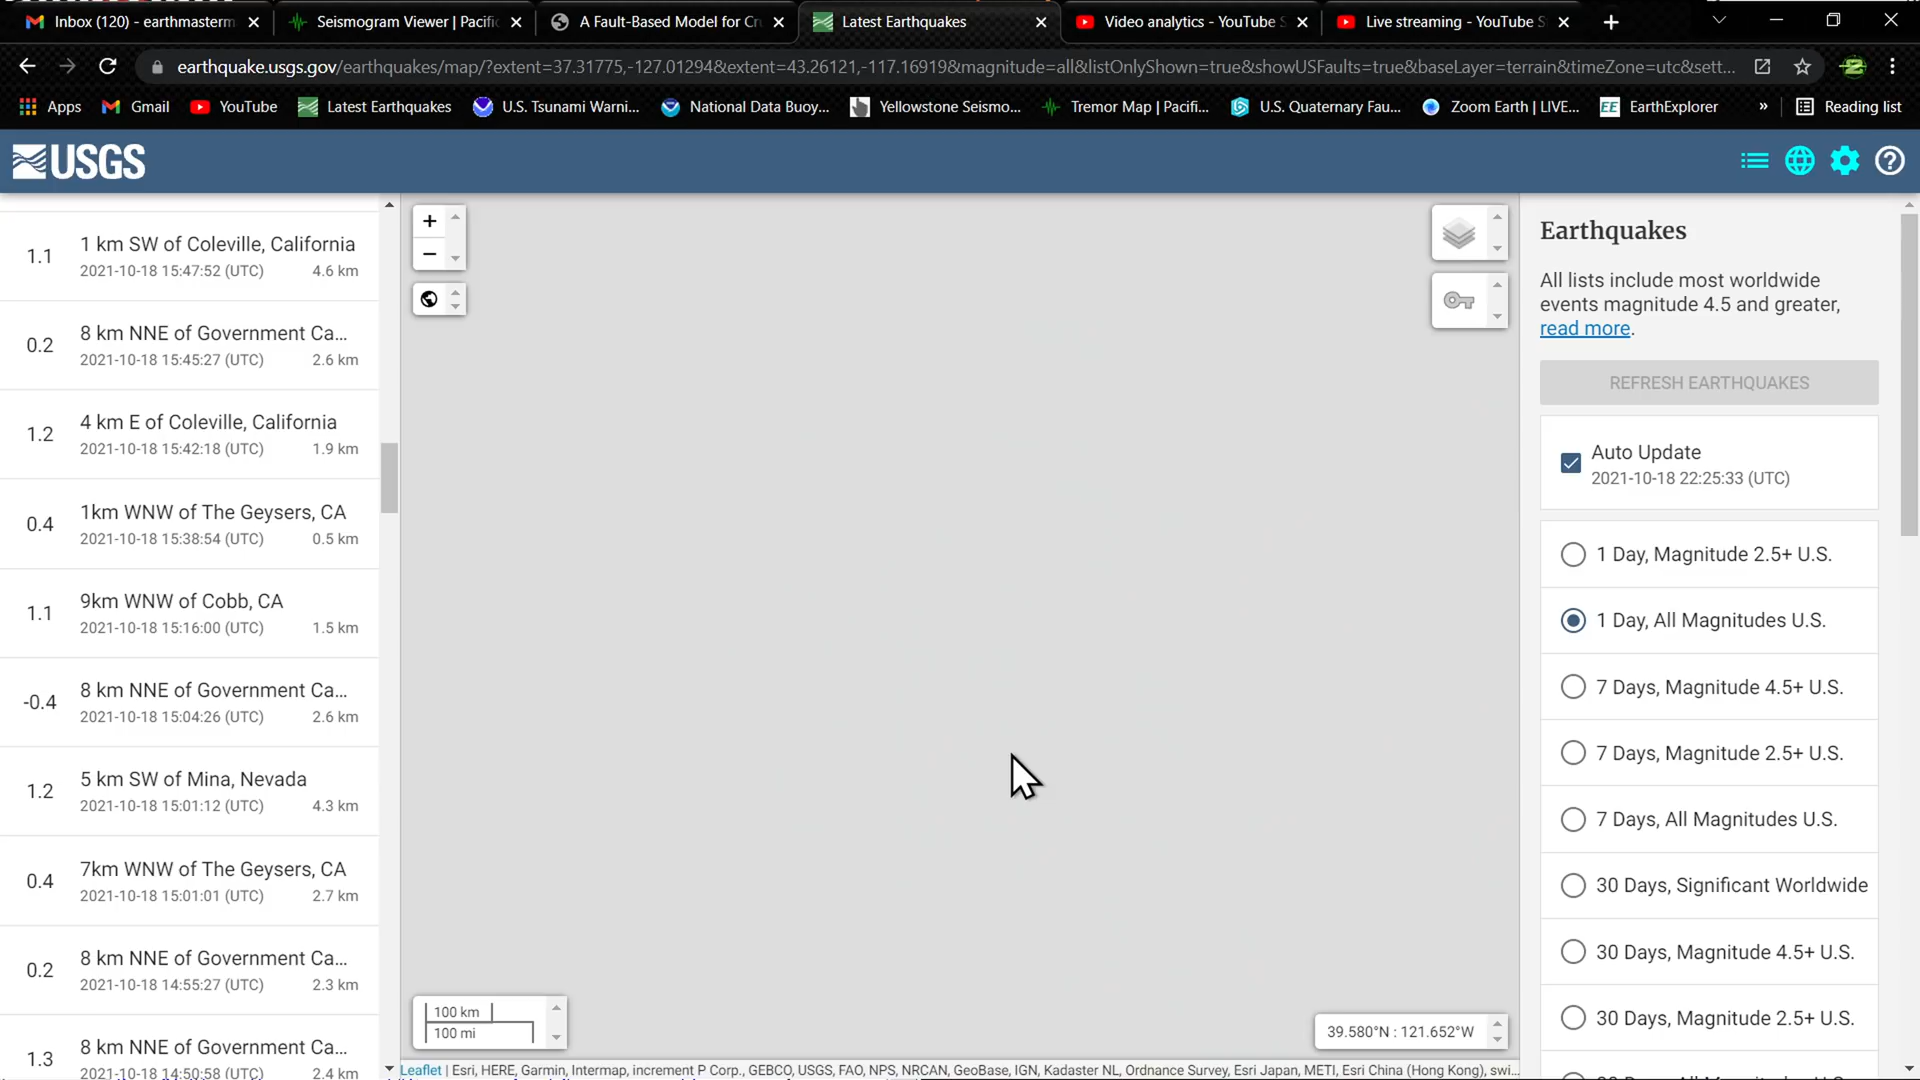 Inbox (120) - earthmasterm
Seismogram Viewer | Pacific
A Fault-Based Model for Cru
Latest Earthquakes
Video analytics - YouTube S
Live streaming - YouTube S
earthquake.usgs.gov/earthquakes/map/?extent=37.31775,-127.01294&extent=43.26121,-117.16919&magnitude=all&listOnlyShown=true&showUSFaults=true&baseLayer=terrain&timeZone=utc&sett...
Apps
Gmail
YouTube
Latest Earthquakes
U.S. Tsunami Warni...
National Data Buoy...
Yellowstone Seismo...
Tremor Map | Pacifi...
U.S. Quaternary Fau...
Zoom Earth | LIVE...
EE EarthExplorer
»
Reading list
USGS
1.1 1 km SW of Coleville, California
2021-10-18 15:47:52 (UTC) 4.6 km
0.2 8 km NNE of Government Ca...
2021-10-18 15:45:27 (UTC) 2.6 km
1.2 4 km E of Coleville, California
2021-10-18 15:42:18 (UTC) 1.9 km
0.4 1km WNW of The Geysers, CA
2021-10-18 15:38:54 (UTC) 0.5 km
1.1 9km WNW of Cobb, CA
2021-10-18 15:16:00 (UTC) 1.5 km
-0.4 8 km NNE of Government Ca...
2021-10-18 15:04:26 (UTC) 2.6 km
1.2 5 km SW of Mina, Nevada
2021-10-18 15:01:12 (UTC) 4.3 km
0.4 7km WNW of The Geysers, CA
2021-10-18 15:01:01 (UTC) 2.7 km
0.2 8 km NNE of Government Ca...
2021-10-18 14:55:27 (UTC) 2.3 km
1.3 8 km NNE of Government Ca...
2021-10-18 14:50:58 (UTC) 2.4 km
+
−
100 km
100 mi
39.580°N : 121.652°W
Leaflet | Esri, HERE, Garmin, Intermap, increment P Corp., GEBCO, USGS, FAO, NPS, NRCAN, GeoBase, IGN, Kadaster NL, Ordnance Survey, Esri Japan, METI, Esri China (Hong Kong), swi...
Earthquakes
All lists include most worldwide
events magnitude 4.5 and greater,
read more.
REFRESH EARTHQUAKES
Auto Update
2021-10-18 22:25:33 (UTC)
1 Day, Magnitude 2.5+ U.S.
1 Day, All Magnitudes U.S.
7 Days, Magnitude 4.5+ U.S.
7 Days, Magnitude 2.5+ U.S.
7 Days, All Magnitudes U.S.
30 Days, Significant Worldwide
30 Days, Magnitude 4.5+ U.S.
30 Days, Magnitude 2.5+ U.S.